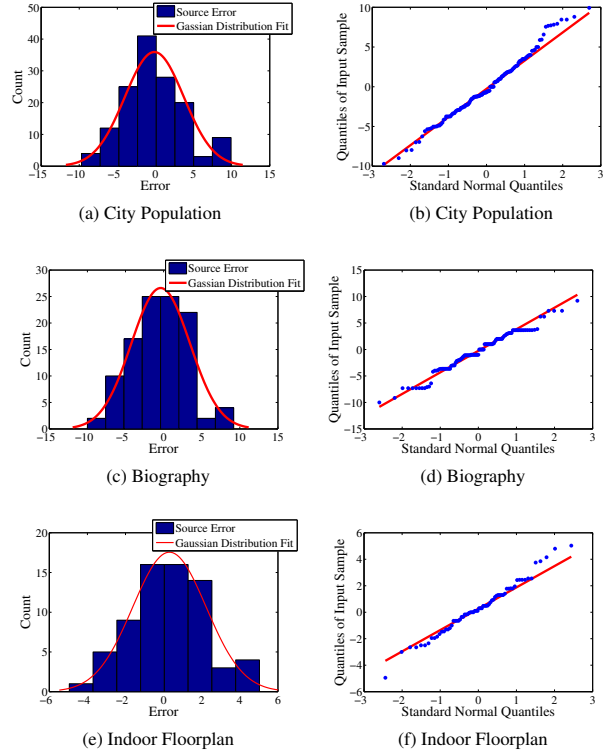 Source Error
Gassian Distribution Fit
50
40
30
20
10
0
Count
-15 -10 -5 0 5 10 15
Error
(a) City Population
10
5
0
-5
-10
Quantiles of Input Sample
-3 -2 -1 0 1 2 3
Standard Normal Quantiles
(b) City Population
Source Error
Gassian Distribution Fit
30
25
20
15
10
5
0
Count
-15 -10 -5 0 5 10 15
Error
(c) Biography
15
10
5
0
-5
-10
-15
Quantiles of Input Sample
-3 -2 -1 0 1 2 3
Standard Normal Quantiles
(d) Biography
Source Error
Gaussian Distribution Fit
20
15
10
5
0
Count
-6 -4 -2 0 2 4 6
Error
(e) Indoor Floorplan
6
4
2
0
-2
-4
-6
Quantiles of Input Sample
-3 -2 -1 0 1 2 3
Standard Normal Quantiles
(f) Indoor Floorplan